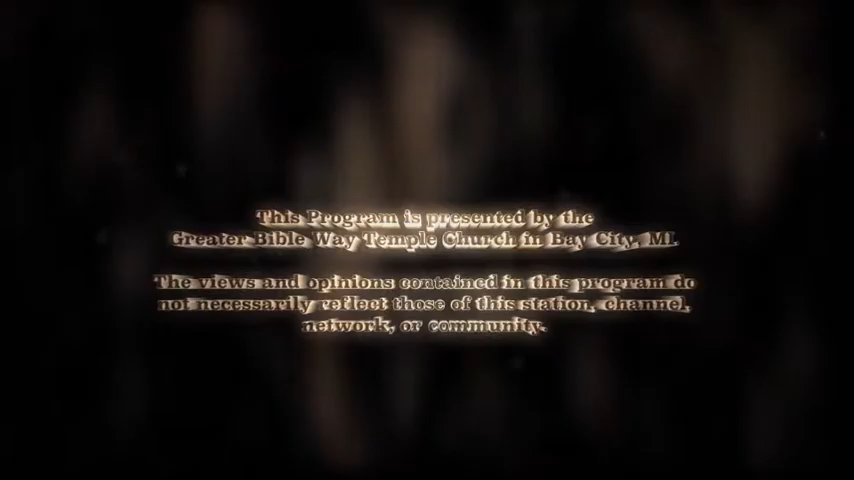 This Program is presented by the
Greater Bible Way Temple Church in Bay City, MI.
The views and opinions contained in this program do
not necessarily reflect those of this station, channel,
network, or community.